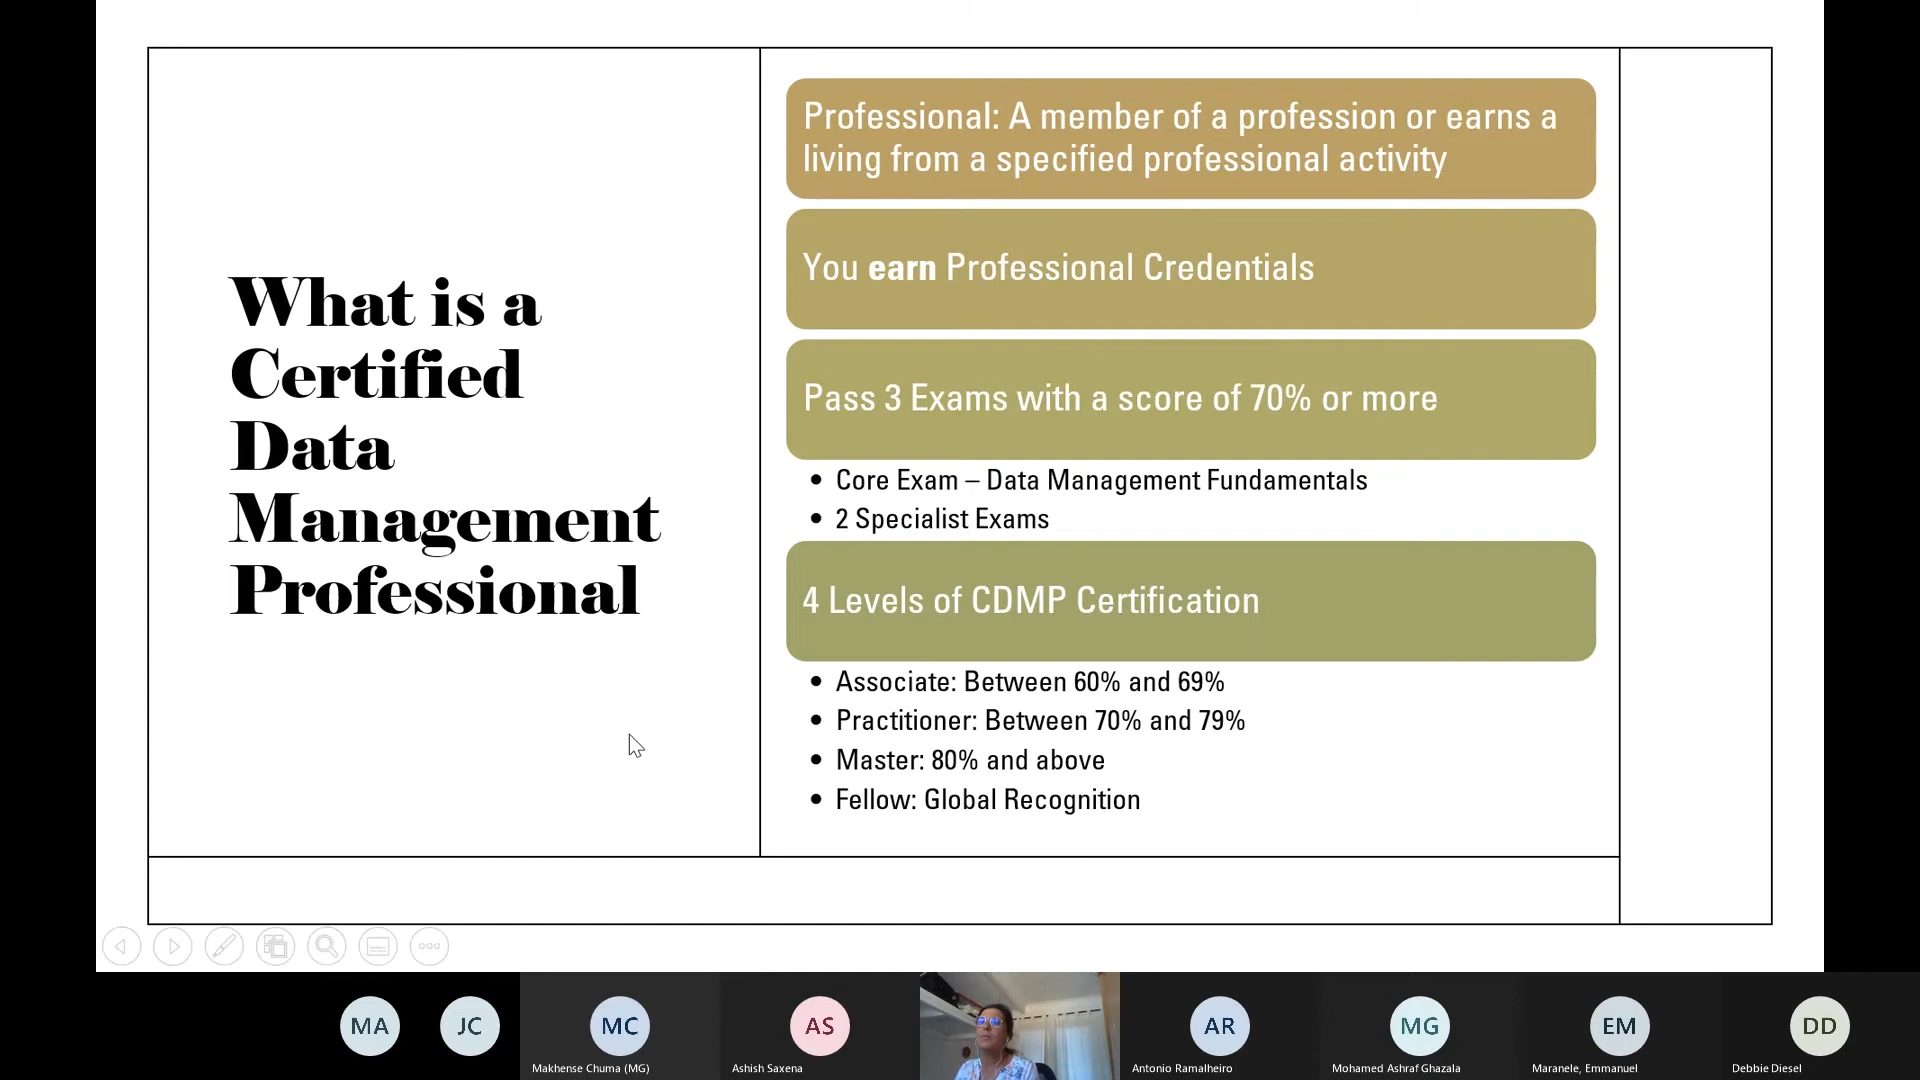 What is a
Certified
Data
Management
Professional
Professional: A member of a profession or earns a
living from a specified professional activity
You earn Professional Credentials
Pass 3 Exams with a score of 70% or more
• Core Exam – Data Management Fundamentals
• 2 Specialist Exams
4 Levels of CDMP Certification
• Associate: Between 60% and 69%
• Practitioner: Between 70% and 79%
• Master: 80% and above
• Fellow: Global Recognition
MA
JC
MC
AS
AR
MG
EM
DD
Makhense Chuma (MG)
Ashish Saxena
Antonio Ramalheiro
Mohamed Ashraf Ghazala
Maranele, Emmanuel
Debbie Diesel